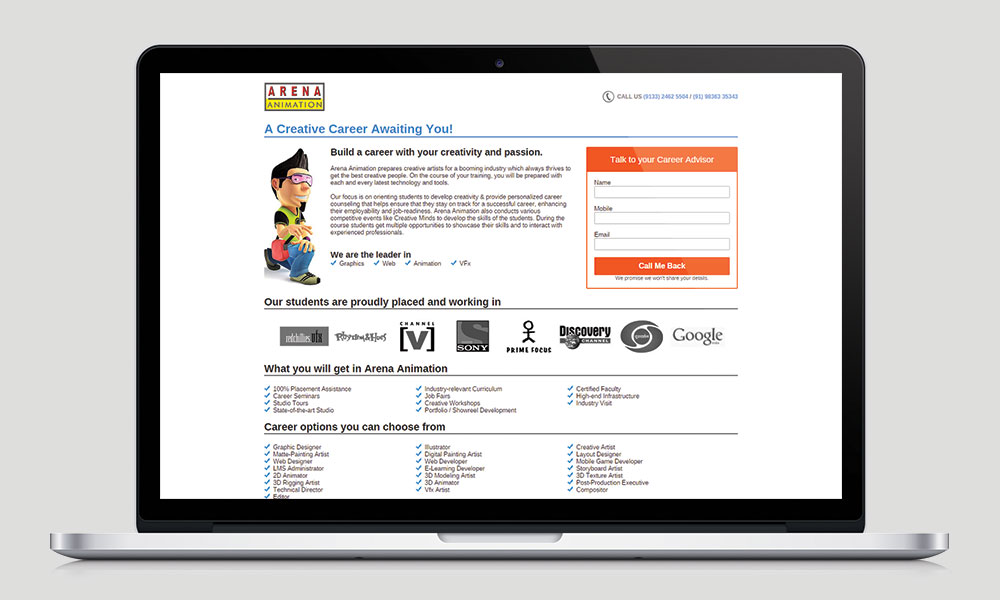 ARENA
ANIMATION
CALL US (9133) 2462 5504 / (91) 98363 35343
A Creative Career Awaiting You!
Build a career with your creativity and passion.
Arena Animation prepares creative artists for a booming industry which always thrives to
get the best creative people. On the course of your training, you will be prepared with
each and every latest technology and tools.
Our focus is on orienting students to develop creativity & provide personalized career
counseling that helps ensure that they stay on track for a successful career, enhancing
their employability and job-readiness. Arena Animation also conducts various
competitive events like Creative Minds to develop the skills of the students. During the
course students get multiple opportunities to showcase their skills and to interact with
experienced professionals.
We are the leader in
Graphics Web Animation VFx
Talk to your Career Advisor
Name
Mobile
Email
Call Me Back
We promise we won't share your details.
Our students are proudly placed and working in
redchillies vfx
Rhythm & Hues
CHANNEL
[V]
SONY
PRIME FOCUS
Discovery
CHANNEL
Google
What you will get in Arena Animation
100% Placement Assistance Industry-relevant Curriculum Certified Faculty
Career Seminars Job Fairs High-end Infrastructure
Studio Tours Creative Workshops Industry Visit
State-of-the-art Studio Portfolio / Showreel Development
Career options you can choose from
Graphic Designer Illustrator Creative Artist
Matte-Painting Artist Digital Painting Artist Layout Designer
Web Designer Web Developer Mobile Game Developer
LMS Administrator E-Learning Developer Storyboard Artist
2D Animator 3D Modeling Artist 3D Texture Artist
3D Rigging Artist 3D Animator Post-Production Executive
Technical Director Vfx Artist Compositor
Editor